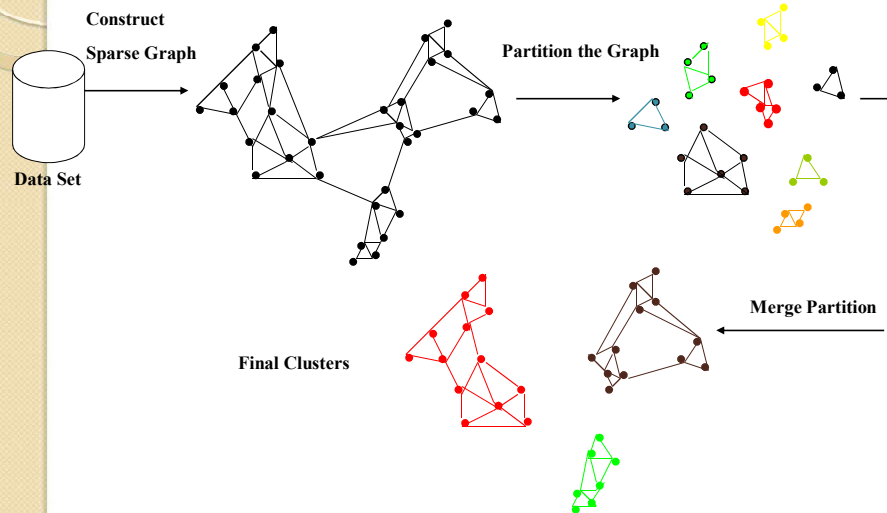 Construct
Sparse Graph
Data Set
Partition the Graph
Merge Partition
Final Clusters